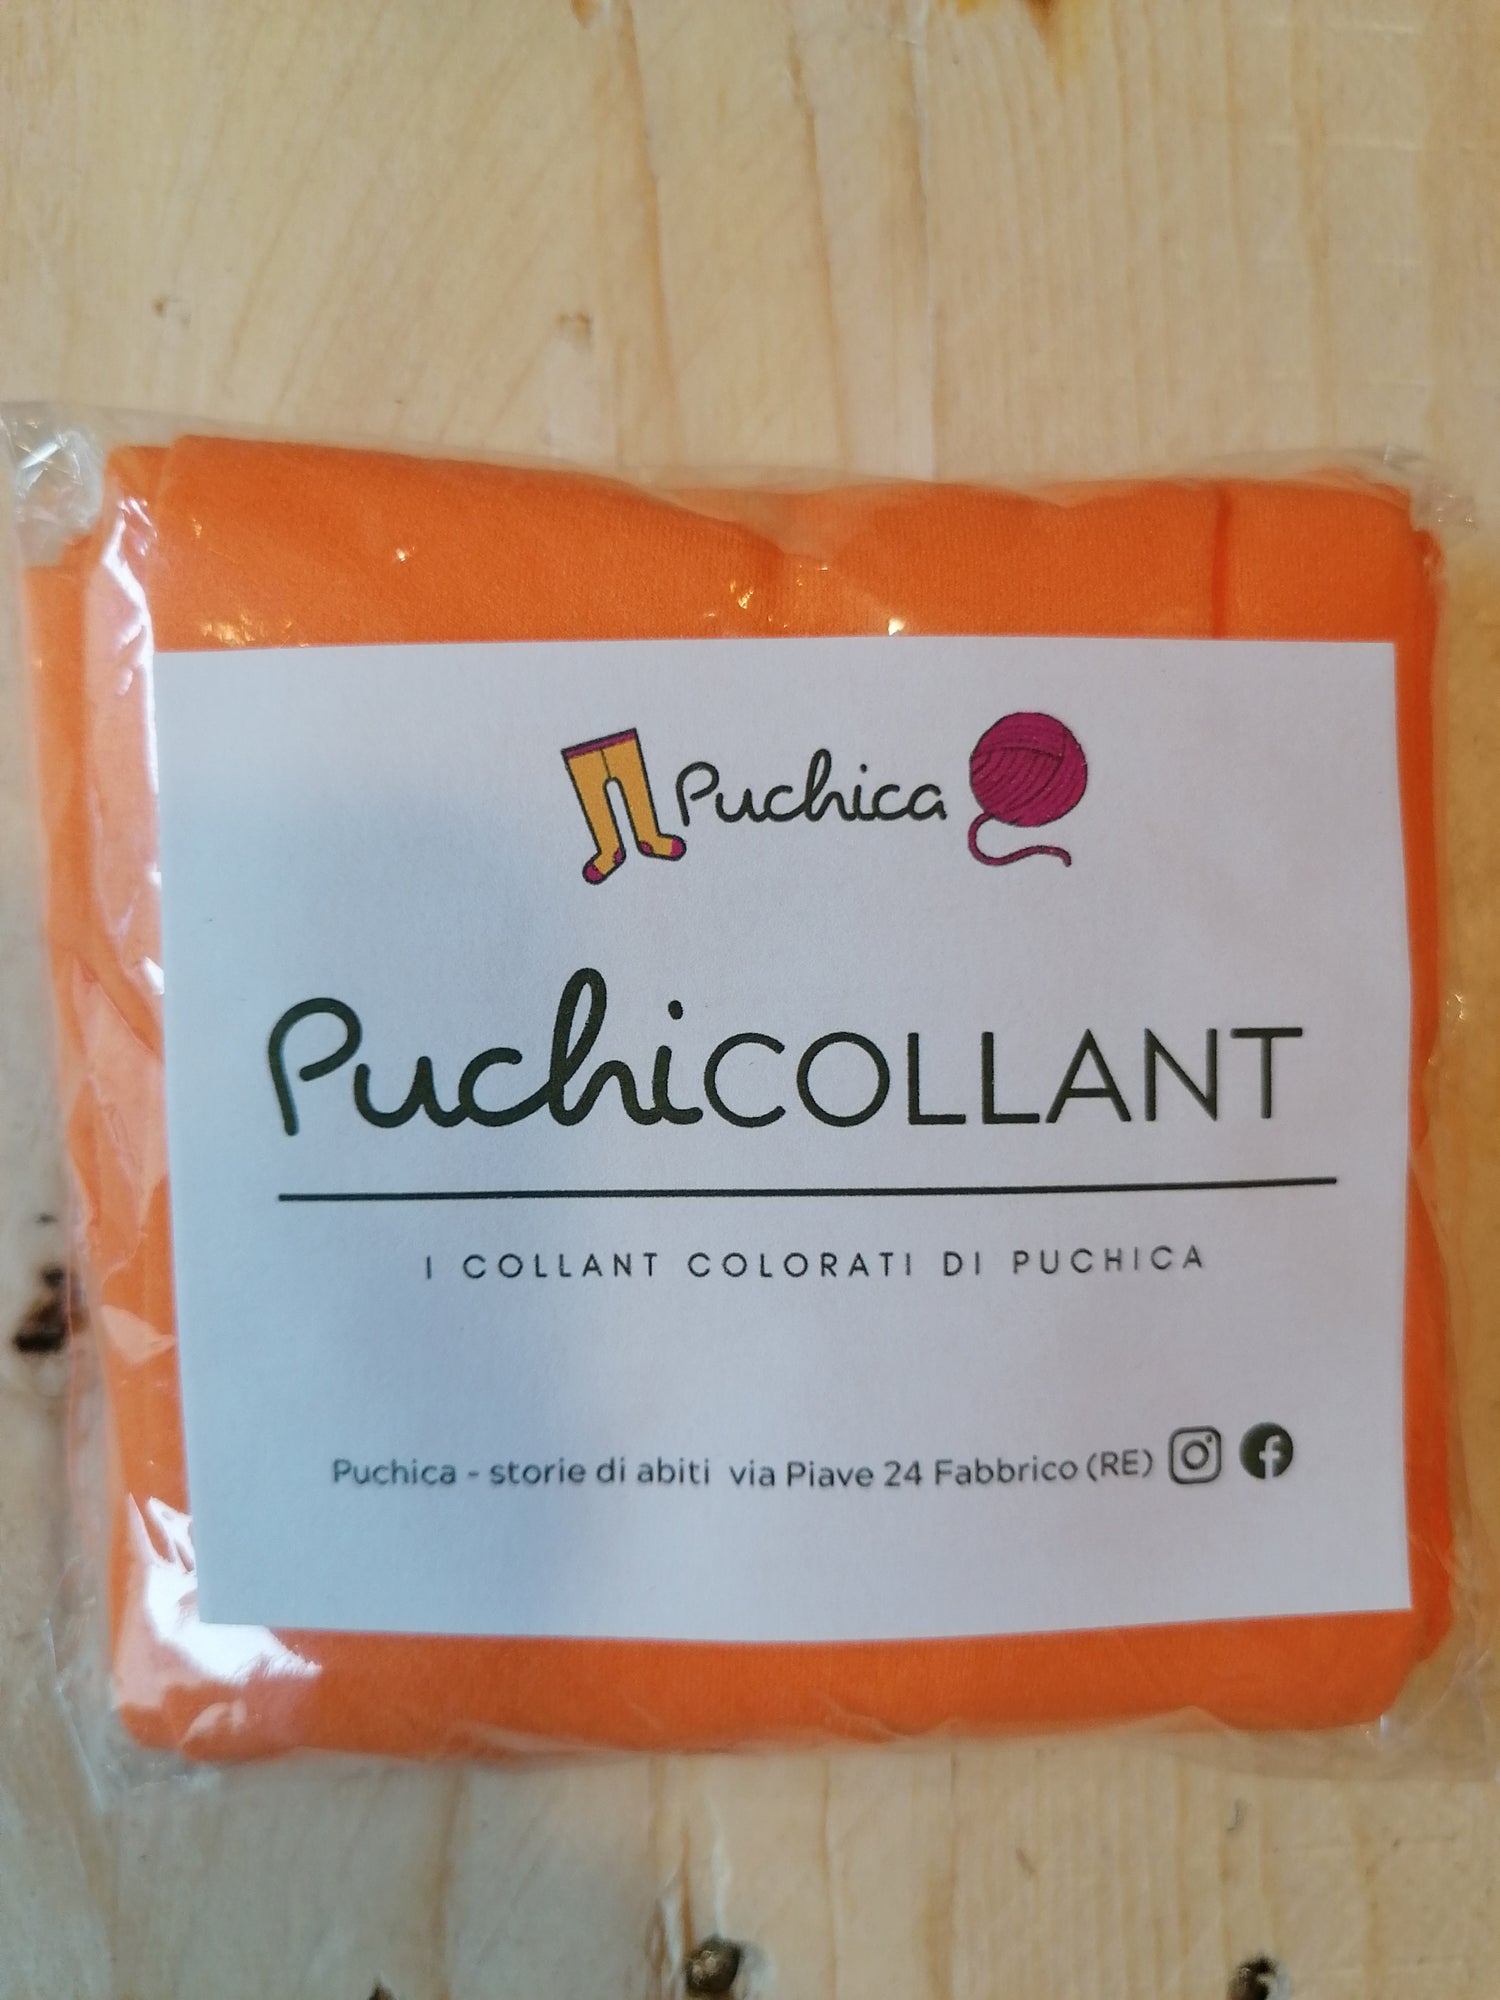 Puchica
PuchiCOLLANT
I COLLANT COLORATI DI PUCHICA
Puchica - storie di abiti via Piave 24 Fabbrico (RE)